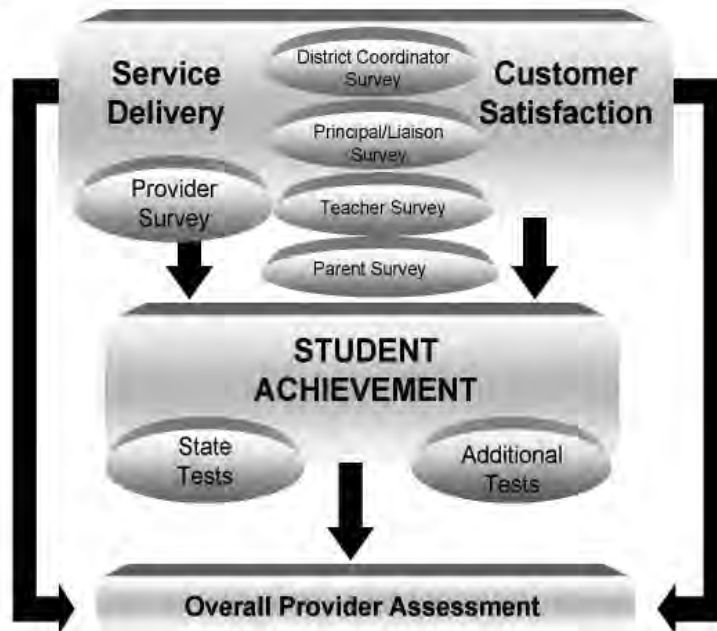 Service
Delivery
District Coordinator
Survey
Customer
Satisfaction
Principal/Liaison
Survey
Provider
Survey
Teacher Survey
Parent Survey
STUDENT
ACHIEVEMENT
State
Tests
Additional
Tests
Overall Provider Assessment